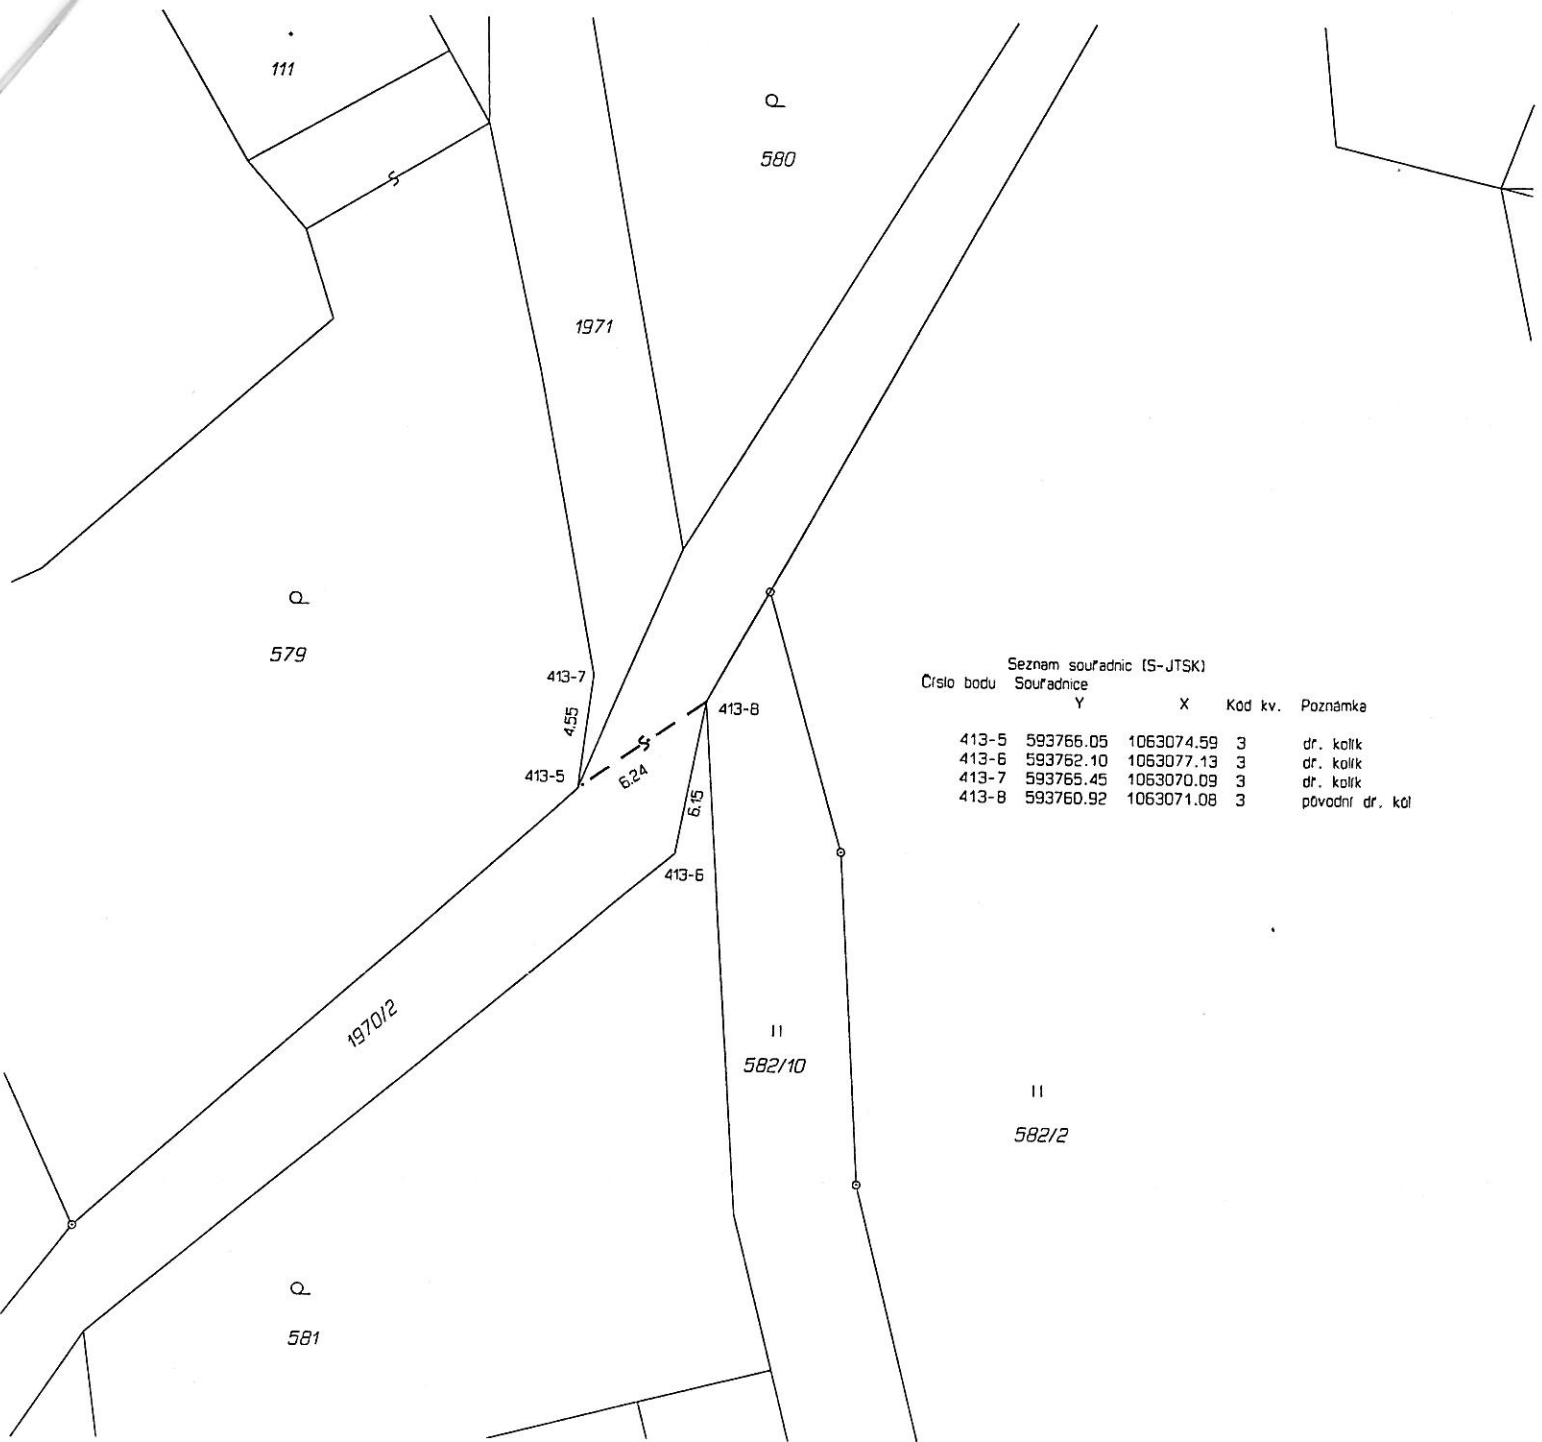 111
580
1971
579
413-7
4.55
413-5
6.24
413-8
6.15
413-6
Seznam souřadnic (S-JTSK)
Číslo bodu Souřadnice
Y X Kód kv. Poznámka
413-5 593766.05 1063074.59 3 dř. kolík
413-6 593762.10 1063077.13 3 dř. kolík
413-7 593765.45 1063070.09 3 dř. kolík
413-8 593760.92 1063071.08 3 původní dř. kůl
1970/2
582/10
582/2
581